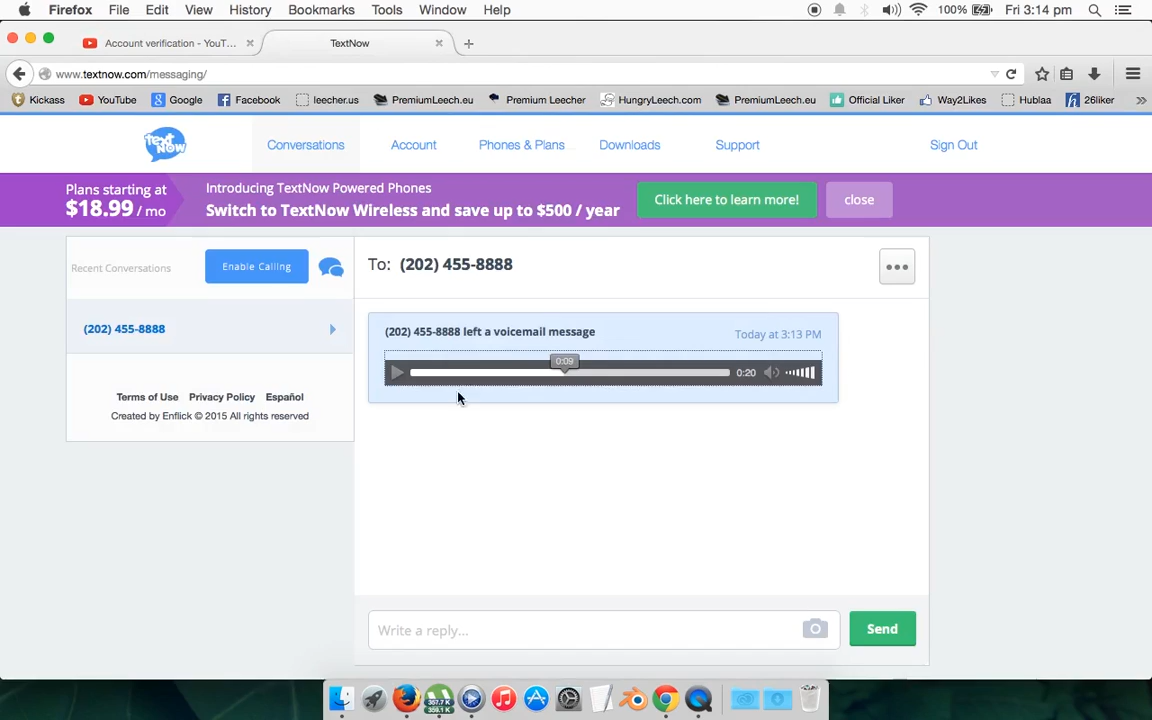 Firefox File Edit View History Bookmarks Tools Window Help 100% Fri 3:14 pm
Account verification - YouT... TextNow
www.textnow.com/messaging/
Kickass YouTube Google Facebook leecher.us PremiumLeech.eu Premium Leecher HungryLeech.com PremiumLeech.eu Official Liker Way2Likes Hublaa 26liker
text now Conversations Account Phones & Plans Downloads Support Sign Out
Plans starting at
$18.99 / mo
Introducing TextNow Powered Phones
Switch to TextNow Wireless and save up to $500 / year
Click here to learn more! close
Recent Conversations Enable Calling
To: (202) 455-8888
(202) 455-8888
(202) 455-8888 left a voicemail message Today at 3:13 PM
0:09
0:20
Terms of Use Privacy Policy Español
Created by Enflick © 2015 All rights reserved
Write a reply... Send
357.7 K
359.1 K